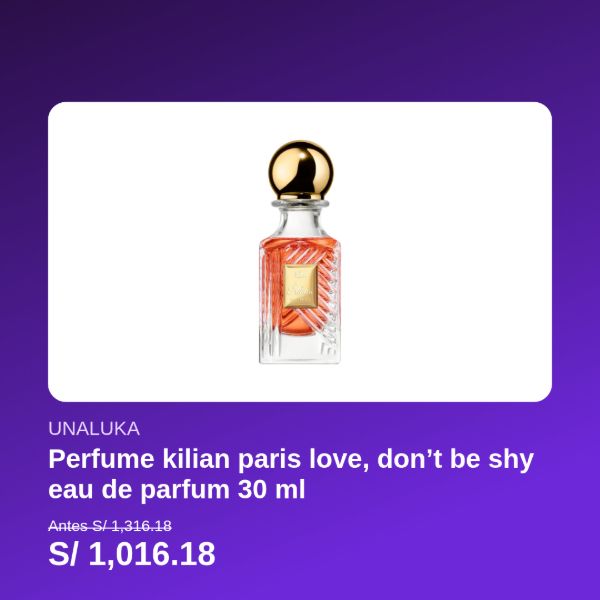 UNALUKA
Perfume kilian paris love, don’t be shy
eau de parfum 30 ml
Antes S/ 1,316.18
S/ 1,016.18